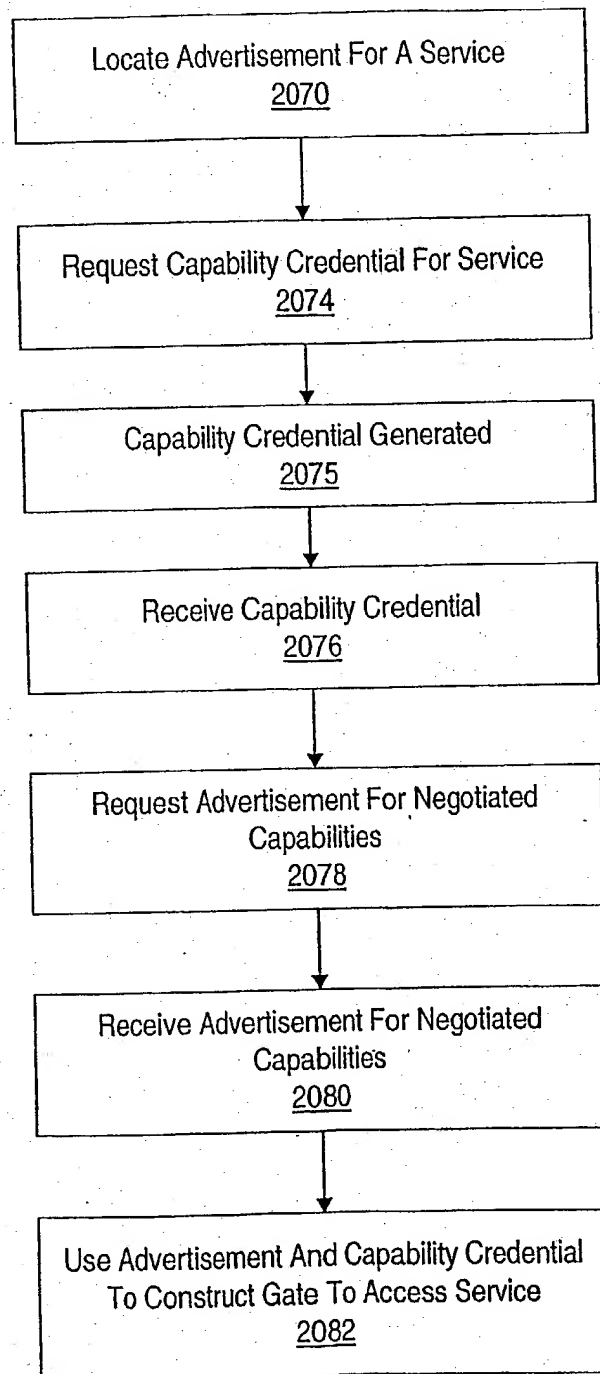 Locate Advertisement For A Service
2070
Request Capability Credential For Service
2074
Capability Credential Generated
2075
Receive Capability Credential
2076
Request Advertisement For Negotiated
Capabilities
2078
Receive Advertisement For Negotiated
Capabilities
2080
Use Advertisement And Capability Credential
To Construct Gate To Access Service
2082